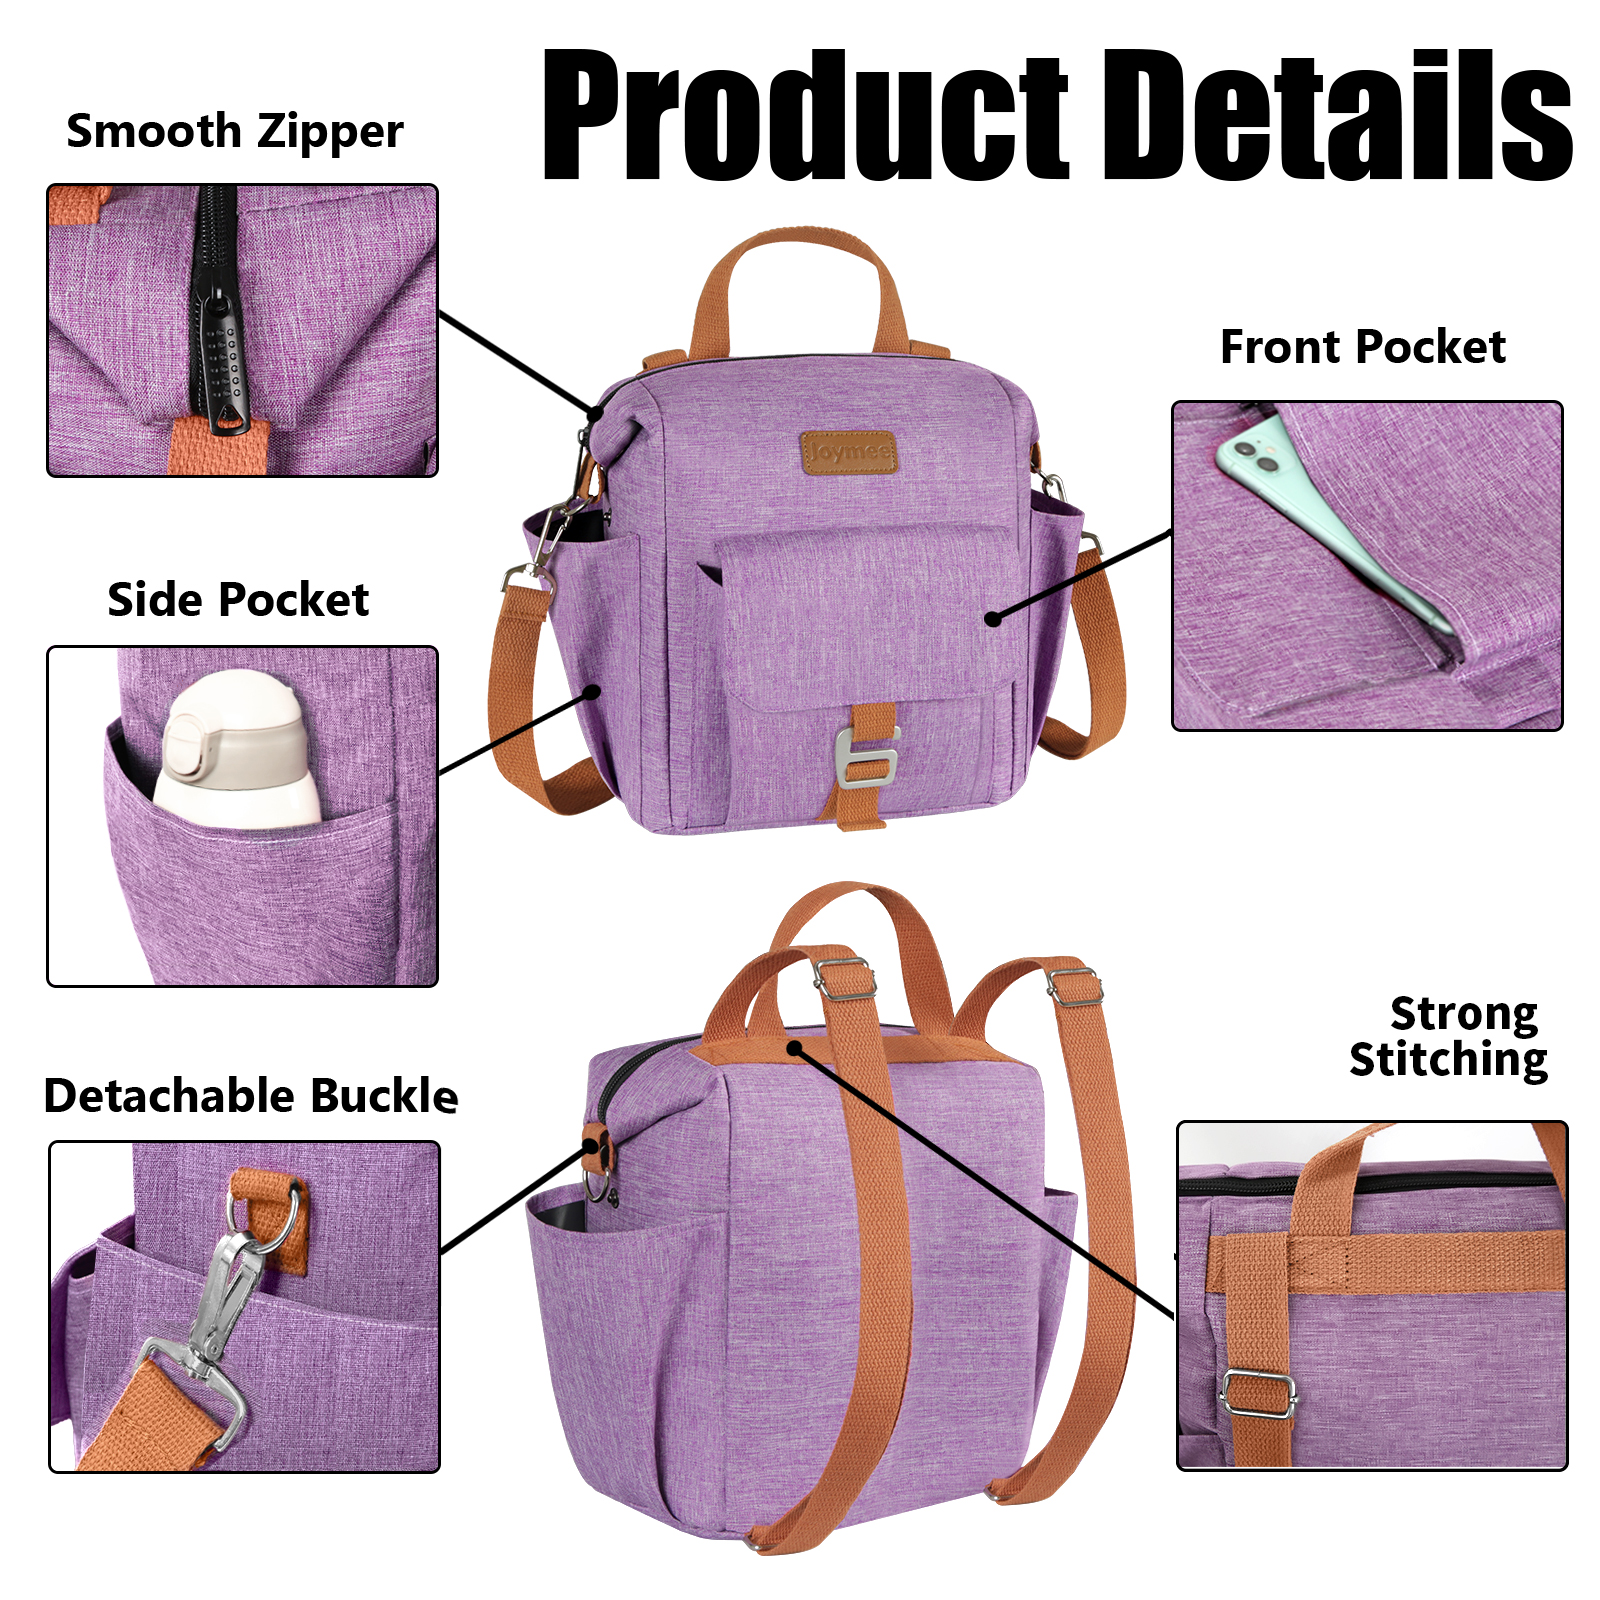 Product Details
Smooth Zipper
Joymee
Front Pocket
Side Pocket
Detachable Buckle
Strong
Stitching